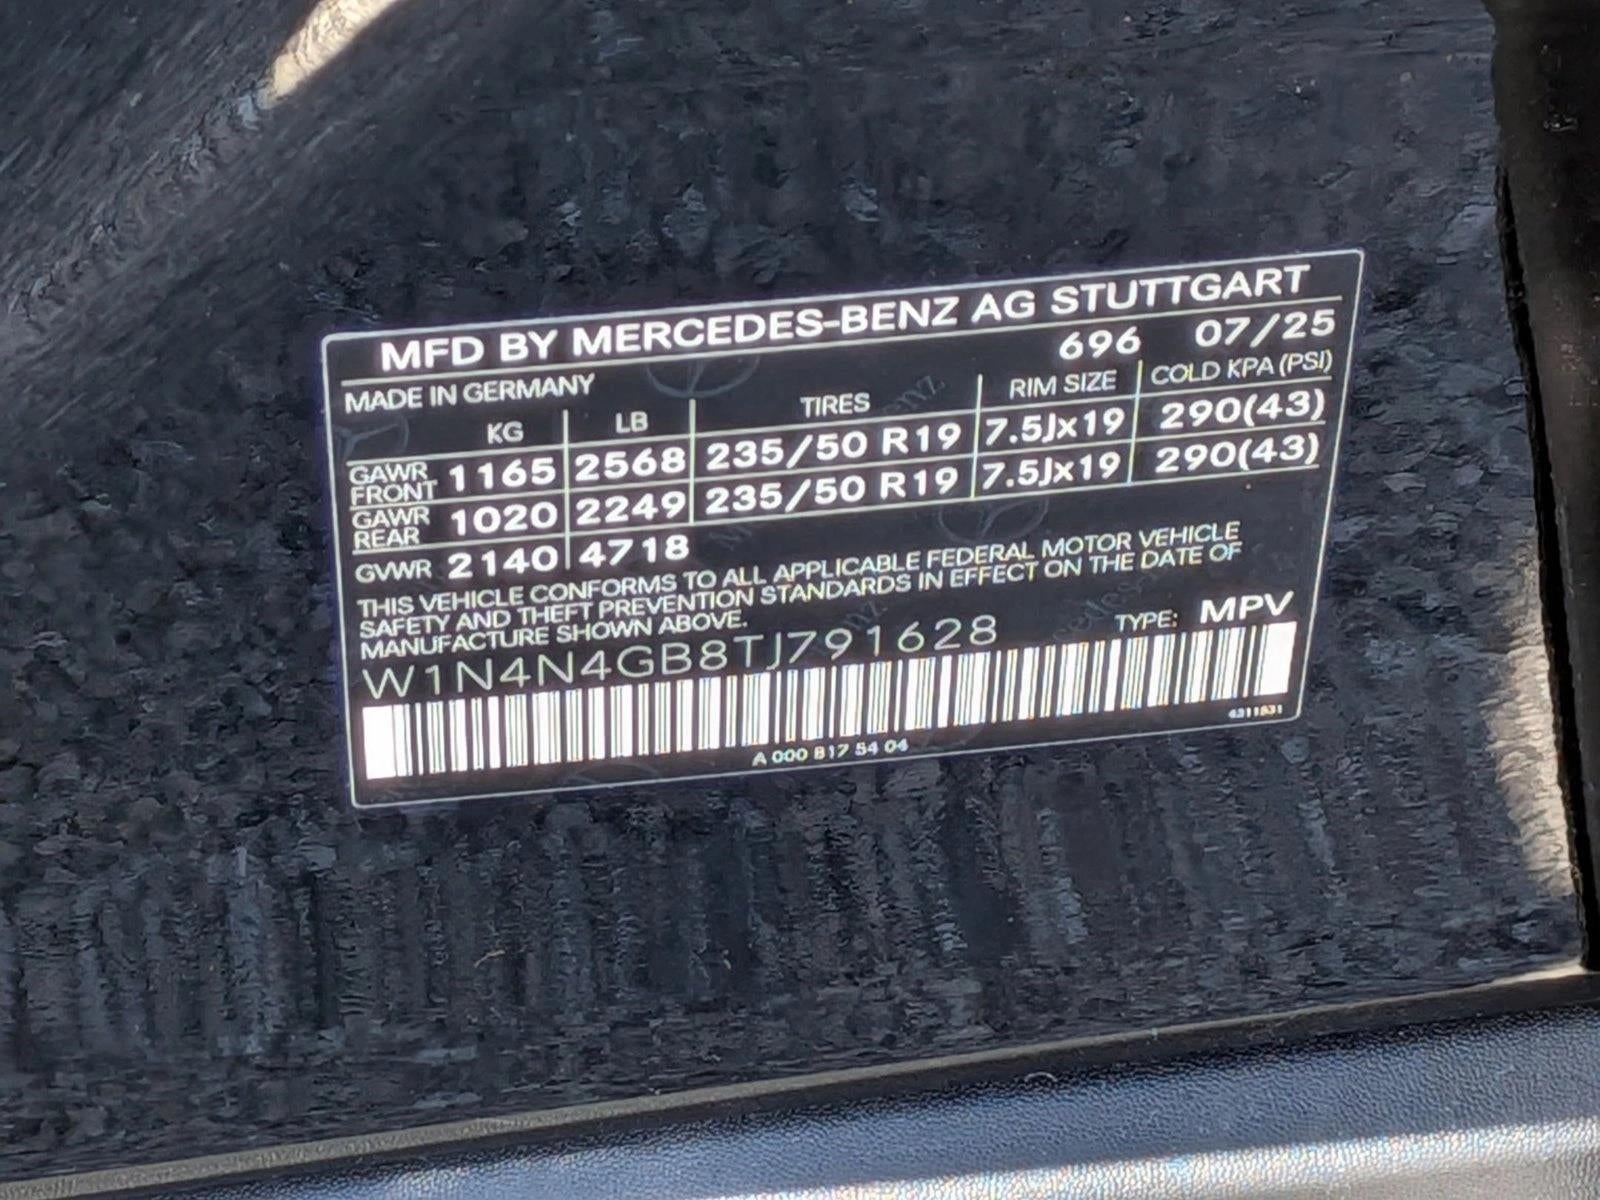 MFD BY MERCEDES-BENZ AG STUTTGART
696 07/25
MADE IN GERMANY
KG LB TIRES RIM SIZE COLD KPA (PSI)
GAWR FRONT 1165 2568 235/50 R19 7.5Jx19 290(43)
GAWR REAR 1020 2249 235/50 R19 7.5Jx19 290(43)
GVWR 2140 4718
THIS VEHICLE CONFORMS TO ALL APPLICABLE FEDERAL MOTOR VEHICLE
SAFETY AND THEFT PREVENTION STANDARDS IN EFFECT ON THE DATE OF
MANUFACTURE SHOWN ABOVE.
W1N4N4GB8TJ791628 TYPE: MPV
A 000 817 54 04